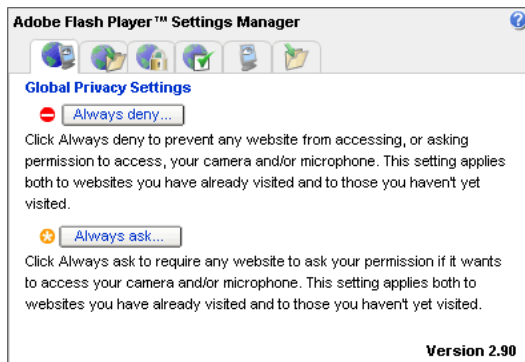 Adobe Flash Player™ Settings Manager
?
Global Privacy Settings
Always deny...
Click Always deny to prevent any website from accessing, or asking
permission to access, your camera and/or microphone. This setting applies
both to websites you have already visited and to those you haven't yet
visited.
Always ask...
Click Always ask to require any website to ask your permission if it wants
to access your camera and/or microphone. This setting applies both to
websites you have already visited and to those you haven't yet visited.
Version 2.90